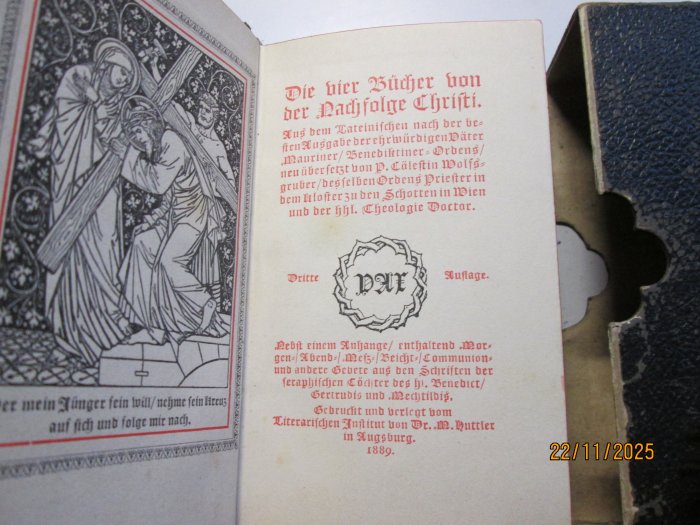 Wer mein Jünger sein will/nehme sein Kreuz
auf sich und folge mir nach.
Die vier Bücher von
der Nachfolge Christi.
Aus dem Lateinischen nach der be-
sten Ausgabe der ehrwürdigen Väter
Mauriner/Benediktiner-Ordens/
neu übersetzt von P. Cälestin Wolfs-
gruber/desselben Ordens Priester in
dem Kloster zu den Schotten in Wien
und der hhl. Theologie Doctor.
Dritte PAX Auflage.
Nebst einem Anhange/enthaltend Mor-
gen-/Abend-/Meß-/Beicht-/Communion-
und andere Gebete aus den Schriften der
seraphischen Töchter des h. Benedict/
Gertrudis und Mechtildis.
Gedruckt und verlegt vom
Literarischen Institut von Dr. M. Huttler
in Augsburg.
1889.
22/11/2025